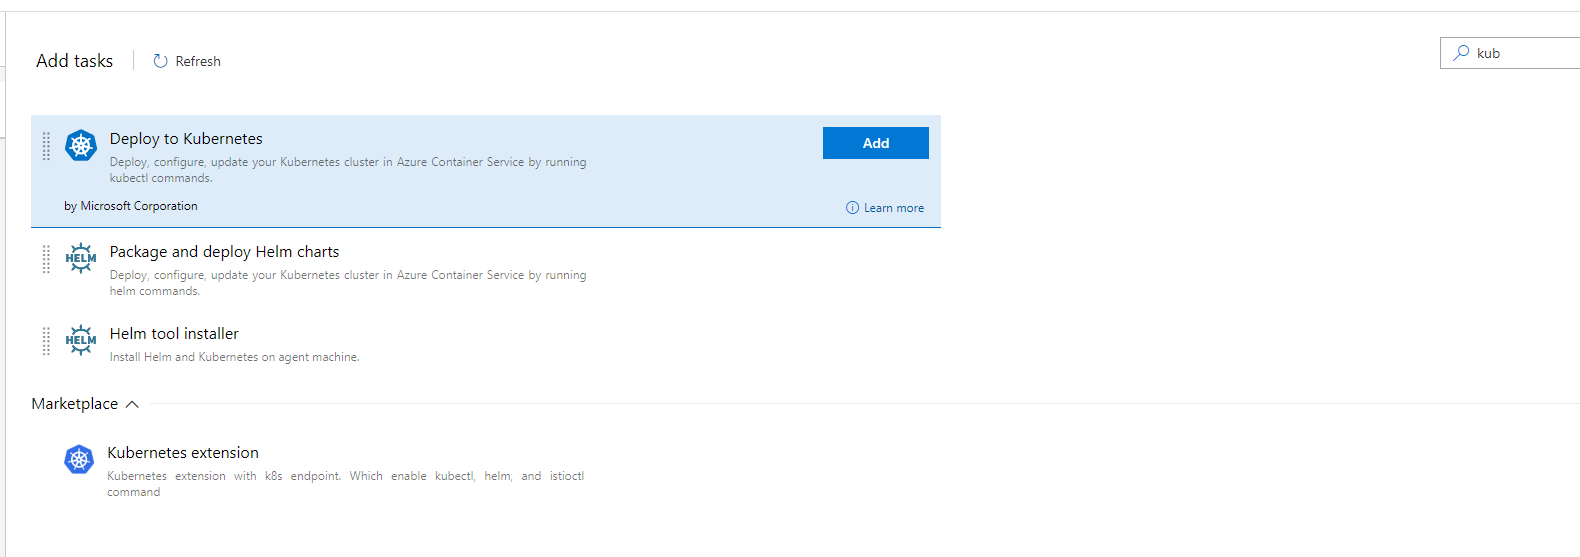 Add tasks
Refresh
kub
Deploy to Kubernetes
Add
Deploy, configure, update your Kubernetes cluster in Azure Container Service by running
kubectl commands.
by Microsoft Corporation
Learn more
HELM
Package and deploy Helm charts
Deploy, configure, update your Kubernetes cluster in Azure Container Service by running
helm commands.
HELM
Helm tool installer
Install Helm and Kubernetes on agent machine.
Marketplace
Kubernetes extension
Kubernetes extension with k8s endpoint. Which enable kubectl, helm, and istioctl
command